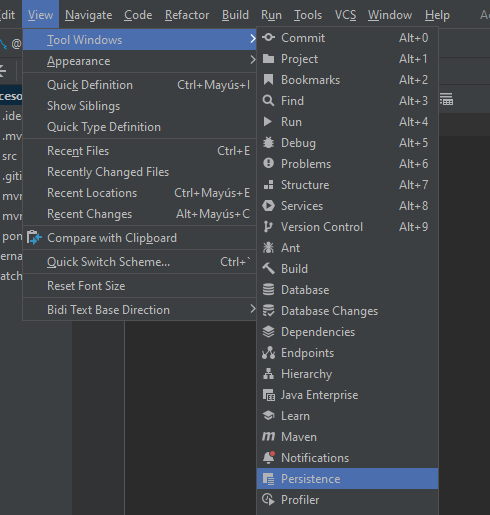 dit View Navigate Code Refactor Build Run Tools VCS Window Help
Tool Windows
Appearance
Quick Definition Ctrl+Mayús+I
Show Siblings
Quick Type Definition
Recent Files Ctrl+E
Recently Changed Files
Recent Locations Ctrl+Mayús+E
Recent Changes Alt+Mayús+C
Compare with Clipboard
Quick Switch Scheme... Ctrl+`
Reset Font Size
Bidi Text Base Direction
Commit Alt+0
Project Alt+1
Bookmarks Alt+2
Find Alt+3
Run Alt+4
Debug Alt+5
Problems Alt+6
Structure Alt+7
Services Alt+8
Version Control Alt+9
Ant
Build
Database
Database Changes
Dependencies
Endpoints
Hierarchy
Java Enterprise
Learn
Maven
Notifications
Persistence
Profiler
ceso
.idea
.mv
src
.giti
mvn
mv
pon
erna
atch